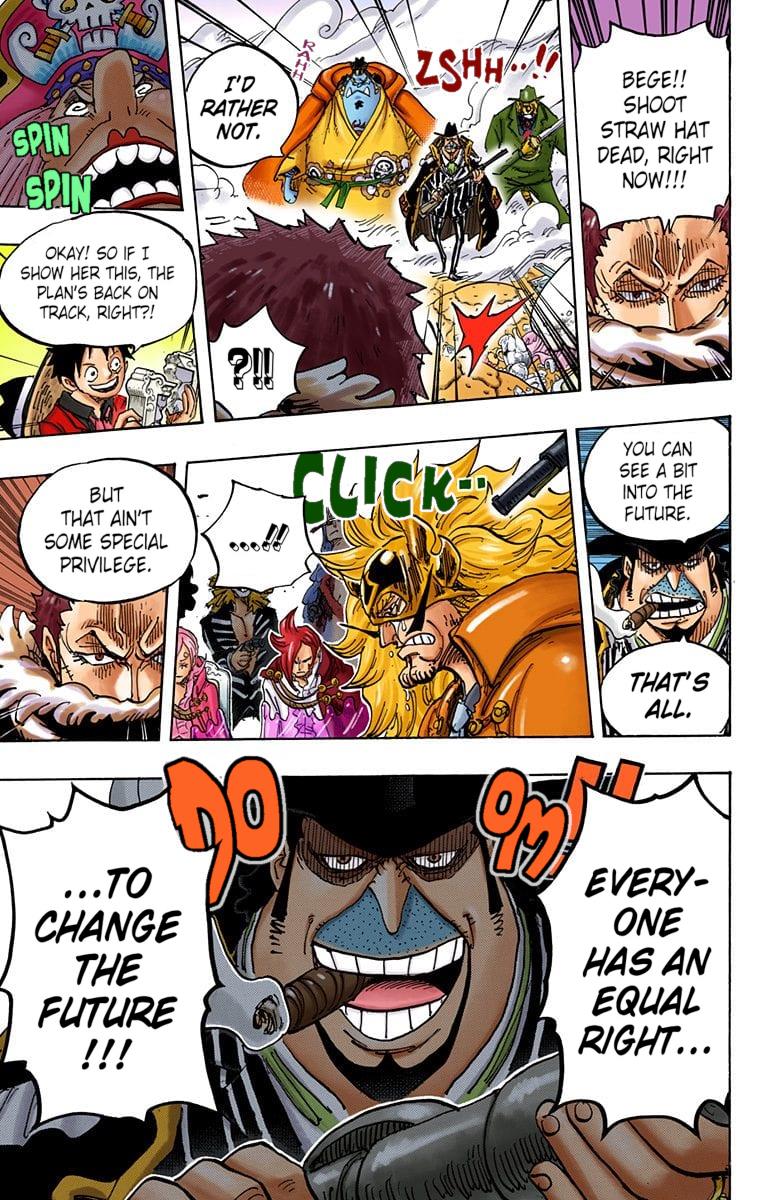 BEGE!!
SHOOT
STRAW HAT
DEAD, RIGHT
NOW!!!
ZSHH..!!
RAHH
I'D
RATHER
NOT.
?!!
SPIN
SPIN
OKAY! SO IF I
SHOW HER THIS, THE
PLAN'S BACK ON
TRACK, RIGHT?!
YOU CAN
SEE A BIT
INTO THE
FUTURE.
THAT'S
ALL.
CLICK..
...!!
BUT
THAT AIN'T
SOME SPECIAL
PRIVILEGE.
EVERY-
ONE
HAS AN
EQUAL
RIGHT...
...TO
CHANGE
THE
FUTURE
!!!